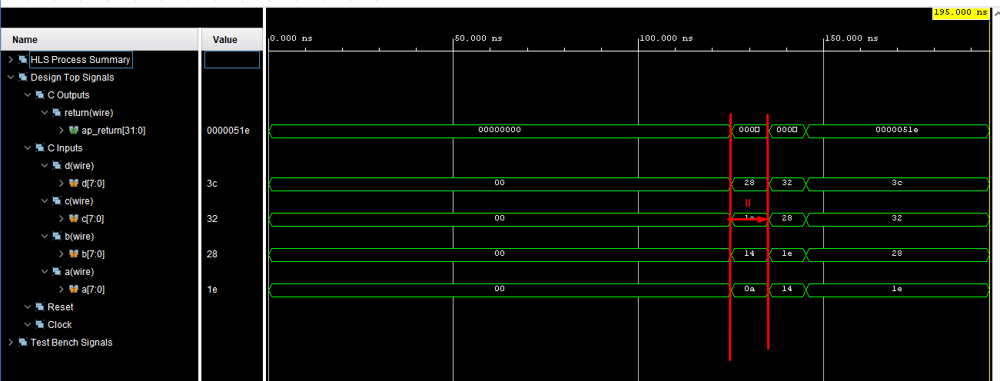 195.000 ns
Name Value
0.000 ns 50.000 ns 100.000 ns 150.000 ns
HLS Process Summary
Design Top Signals
C Outputs
return(wire)
ap_return[31:0] 0000051e 00000000 000 000 0000051e
C Inputs
d(wire)
d[7:0] 3c 00 28 32 3c
c(wire)
II
c[7:0] 32 00 1e 28 32
b(wire)
b[7:0] 28 00 14 1e 28
a(wire)
a[7:0] 1e 00 0a 14 1e
Reset
Clock
Test Bench Signals